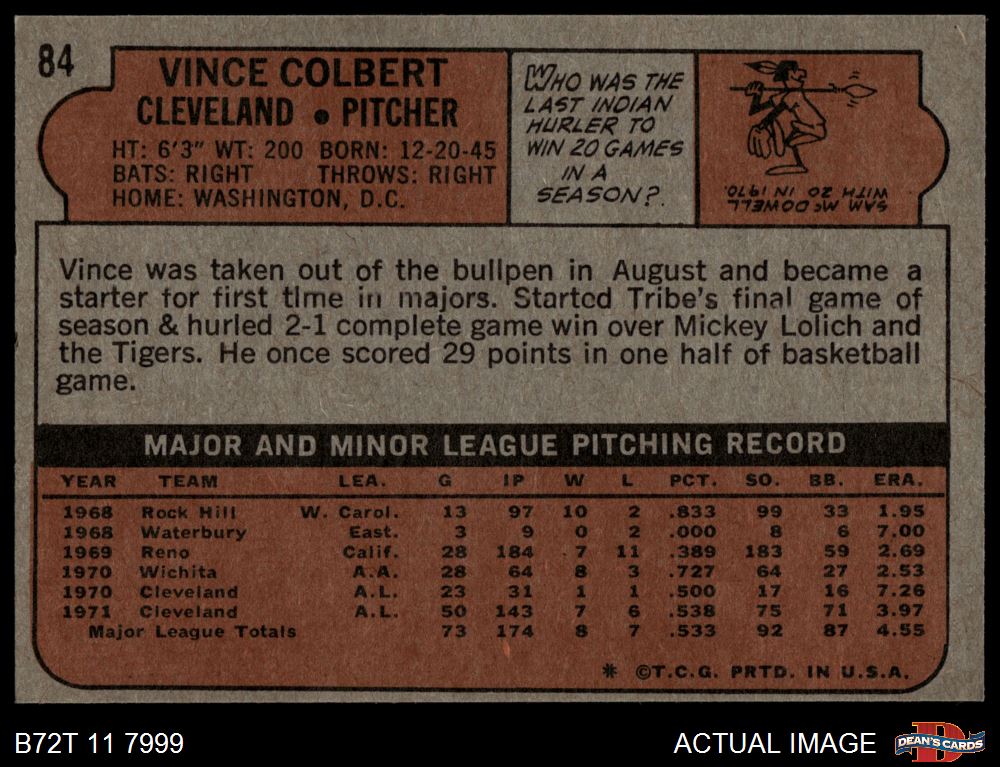 84
VINCE COLBERT
CLEVELAND • PITCHER
HT: 6'3" WT: 200 BORN: 12-20-45
BATS: RIGHT THROWS: RIGHT
HOME: WASHINGTON, D.C.
WHO WAS THE
LAST INDIAN
HURLER TO
WIN 20 GAMES
IN A
SEASON?
SAM McDOWELL WAS
WITH 20 IN 1970.
Vince was taken out of the bullpen in August and became a
starter for first time in majors. Started Tribe's final game of
season & hurled 2-1 complete game win over Mickey Lolich and
the Tigers. He once scored 29 points in one half of basketball
game.
MAJOR AND MINOR LEAGUE PITCHING RECORD
YEAR TEAM LEA. G IP W L PCT. SO. BB. ERA.
1968 Rock Hill W. Carol. 13 97 10 2 .833 99 33 1.95
1968 Waterbury East. 3 9 0 2 .000 8 6 7.00
1969 Reno Calif. 28 184 7 11 .389 183 59 2.69
1970 Wichita A.A. 28 64 8 3 .727 64 27 2.53
1970 Cleveland A.L. 23 31 1 1 .500 17 16 7.26
1971 Cleveland A.L. 50 143 7 6 .538 75 71 3.97
Major League Totals 73 174 8 7 .533 92 87 4.55
* ©T.C.G. PRTD. IN U.S.A.
B72T 11 7999
ACTUAL IMAGE
DEAN'S CARDS